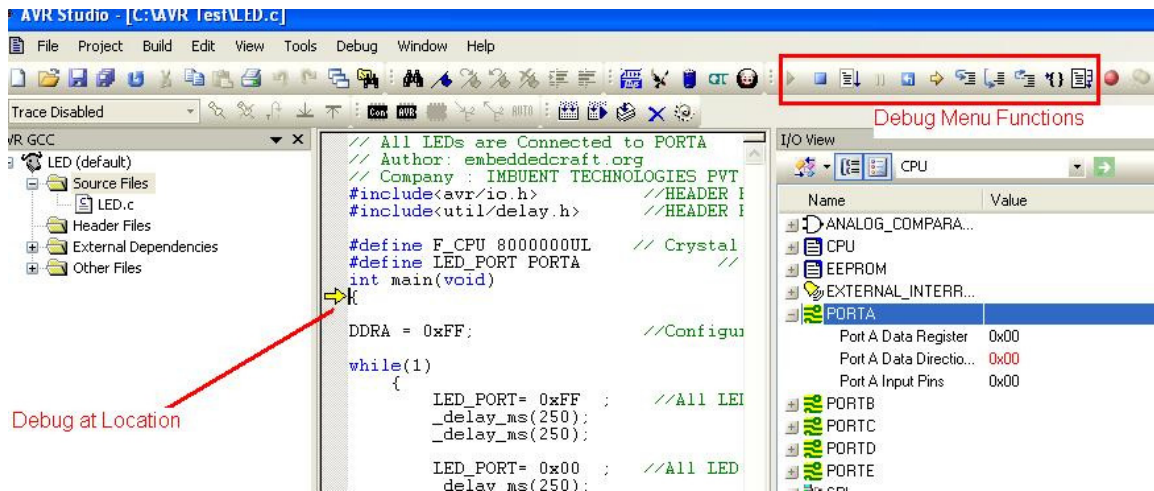 AVR Studio - [C:\AVR Test\LED.c]
File Project Build Edit View Tools Debug Window Help
Trace Disabled
Con AVR AUTO
Debug Menu Functions
VR GCC
LED (default)
Source Files
LED.c
Header Files
External Dependencies
Other Files
Debug at Location
// All LEDs are Connected to PORTA
// Author: embeddedcraft.org
// Company : IMBUENT TECHNOLOGIES PVT
#include<avr/io.h> //HEADER
#include<util/delay.h> //HEADER
#define F_CPU 8000000UL // Crystal
#define LED_PORT PORTA //
int main(void)
{
DDRA = 0xFF; //Configu
while(1)
{
LED_PORT= 0xFF ; //All LE
_delay_ms(250);
_delay_ms(250);
LED_PORT= 0x00 ; //All LED
_delay_ms(250);
I/O View
CPU
Name Value
ANALOG_COMPARA...
CPU
EEPROM
EXTERNAL_INTERR...
PORTA
Port A Data Register 0x00
Port A Data Directio... 0x00
Port A Input Pins 0x00
PORTB
PORTC
PORTD
PORTE